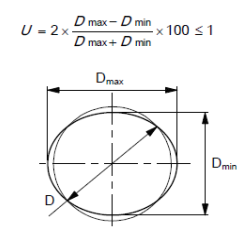 U = 2 × (D max – D min) / (D max + D min) × 100 ≤ 1
Dmax
Dmin
D